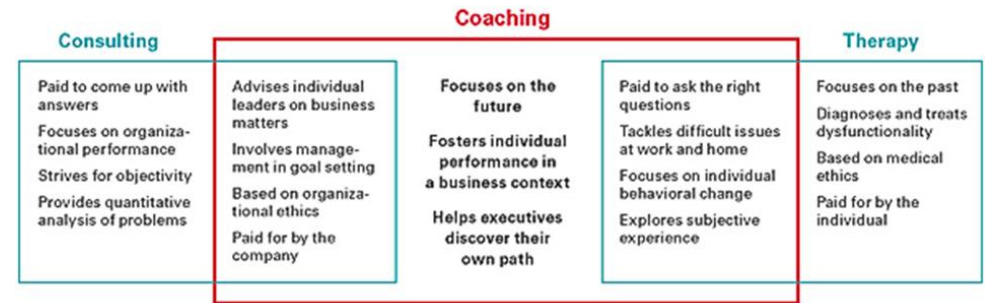 Coaching
Consulting
Therapy
Paid to come up with
answers
Focuses on organiza-
tional performance
Strives for objectivity
Provides quantitative
analysis of problems
Advises individual
leaders on business
matters
Involves manage-
ment in goal setting
Based on organiza-
tional ethics
Paid for by the
company
Focuses on the
future
Fosters individual
performance in
a business context
Helps executives
discover their
own path
Paid to ask the right
questions
Tackles difficult issues
at work and home
Focuses on individual
behavioral change
Explores subjective
experience
Focuses on the past
Diagnoses and treats
dysfunctionality
Based on medical
ethics
Paid for by the
individual